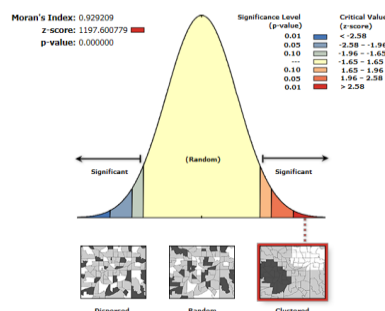 Moran's Index: 0.929209
z-score: 1197.600779
p-value: 0.000000
Significance Level
(p-value)
Critical Value
(z-score)
0.01 < -2.58
0.05 -2.58 - -1.96
0.10 -1.96 - -1.65
--- -1.65 - 1.65
0.10 1.65 - 1.96
0.05 1.96 - 2.58
0.01 > 2.58
(Random)
Significant
Significant
Dispersed
Random
Clustered